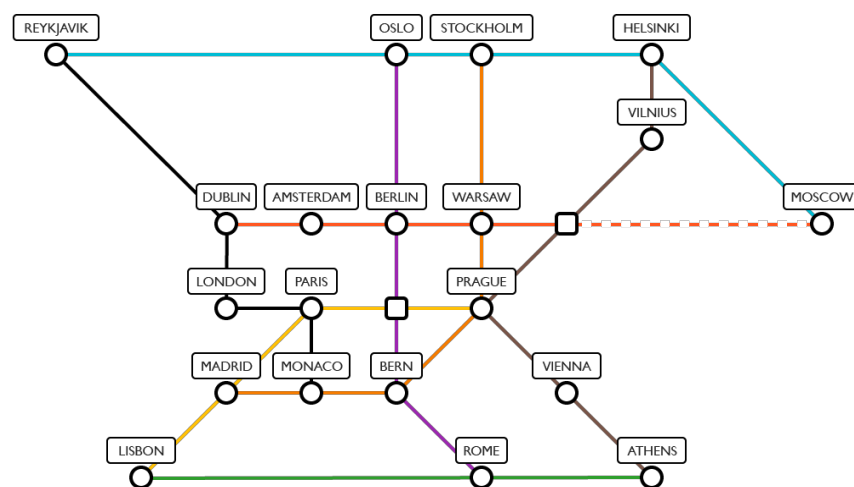 REYKJAVIK
OSLO
STOCKHOLM
HELSINKI
VILNIUS
DUBLIN
AMSTERDAM
BERLIN
WARSAW
MOSCOW
LONDON
PARIS
PRAGUE
MADRID
MONACO
BERN
VIENNA
LISBON
ROME
ATHENS